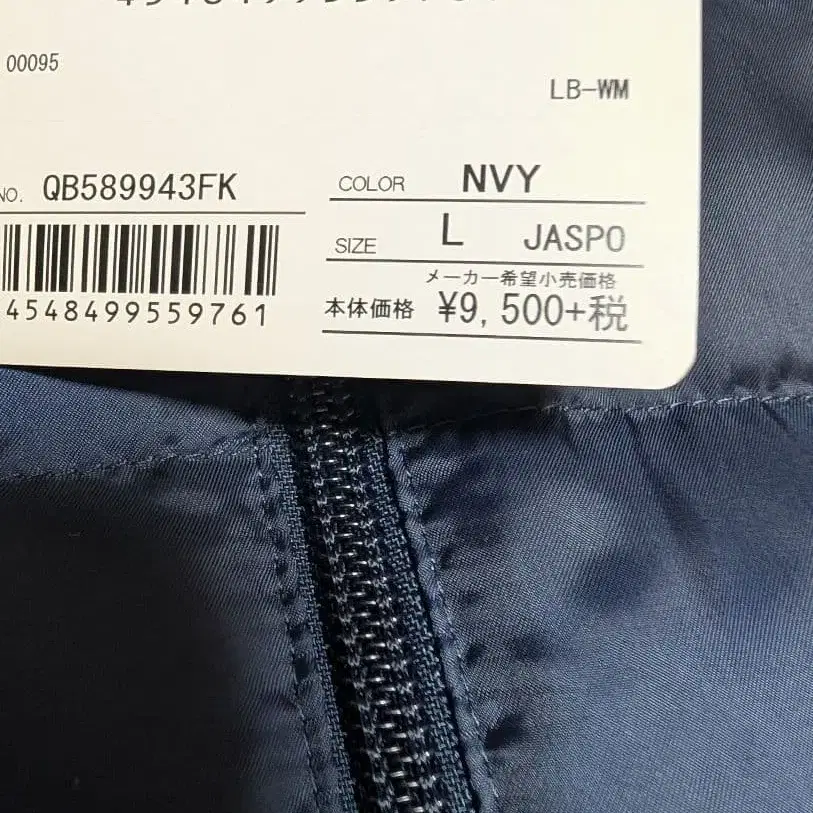 00095
LB-WM
NO. QB589943FK
COLOR NVY
SIZE L JASPO
4548499559761
メーカー希望小売価格
本体価格 ¥9,500+税